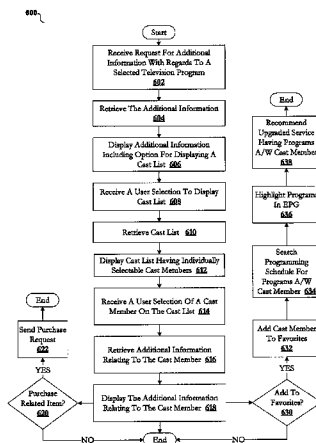 600
Start
Receive Request For Additional
Information With Regards To A
Selected Television Program
602
Retrieve The Additional Information
604
Display Additional Information
Including Option For Displaying A
Cast List 606
Receive A User Selection To Display
Cast List 608
Retrieve Cast List 610
Display Cast List Having Individually
Selectable Cast Members 612
Receive A User Selection Of A Cast
Member On The Cast List 614
Retrieve Additional Information
Relating To The Cast Member 616
Display The Additional Information
Relating To The Cast Member 618
End
Purchase
Related Item?
620
YES
Send Purchase
Request
622
End
NO
Add To
Favorites?
630
YES
Add Cast Member
To Favorites
632
Search
Programming
Schedule For
Programs A/W
Cast Member 634
Highlight Programs
In EPG
636
Recommend
Upgraded Service
Having Programs
A/W Cast Member
638
End
NO